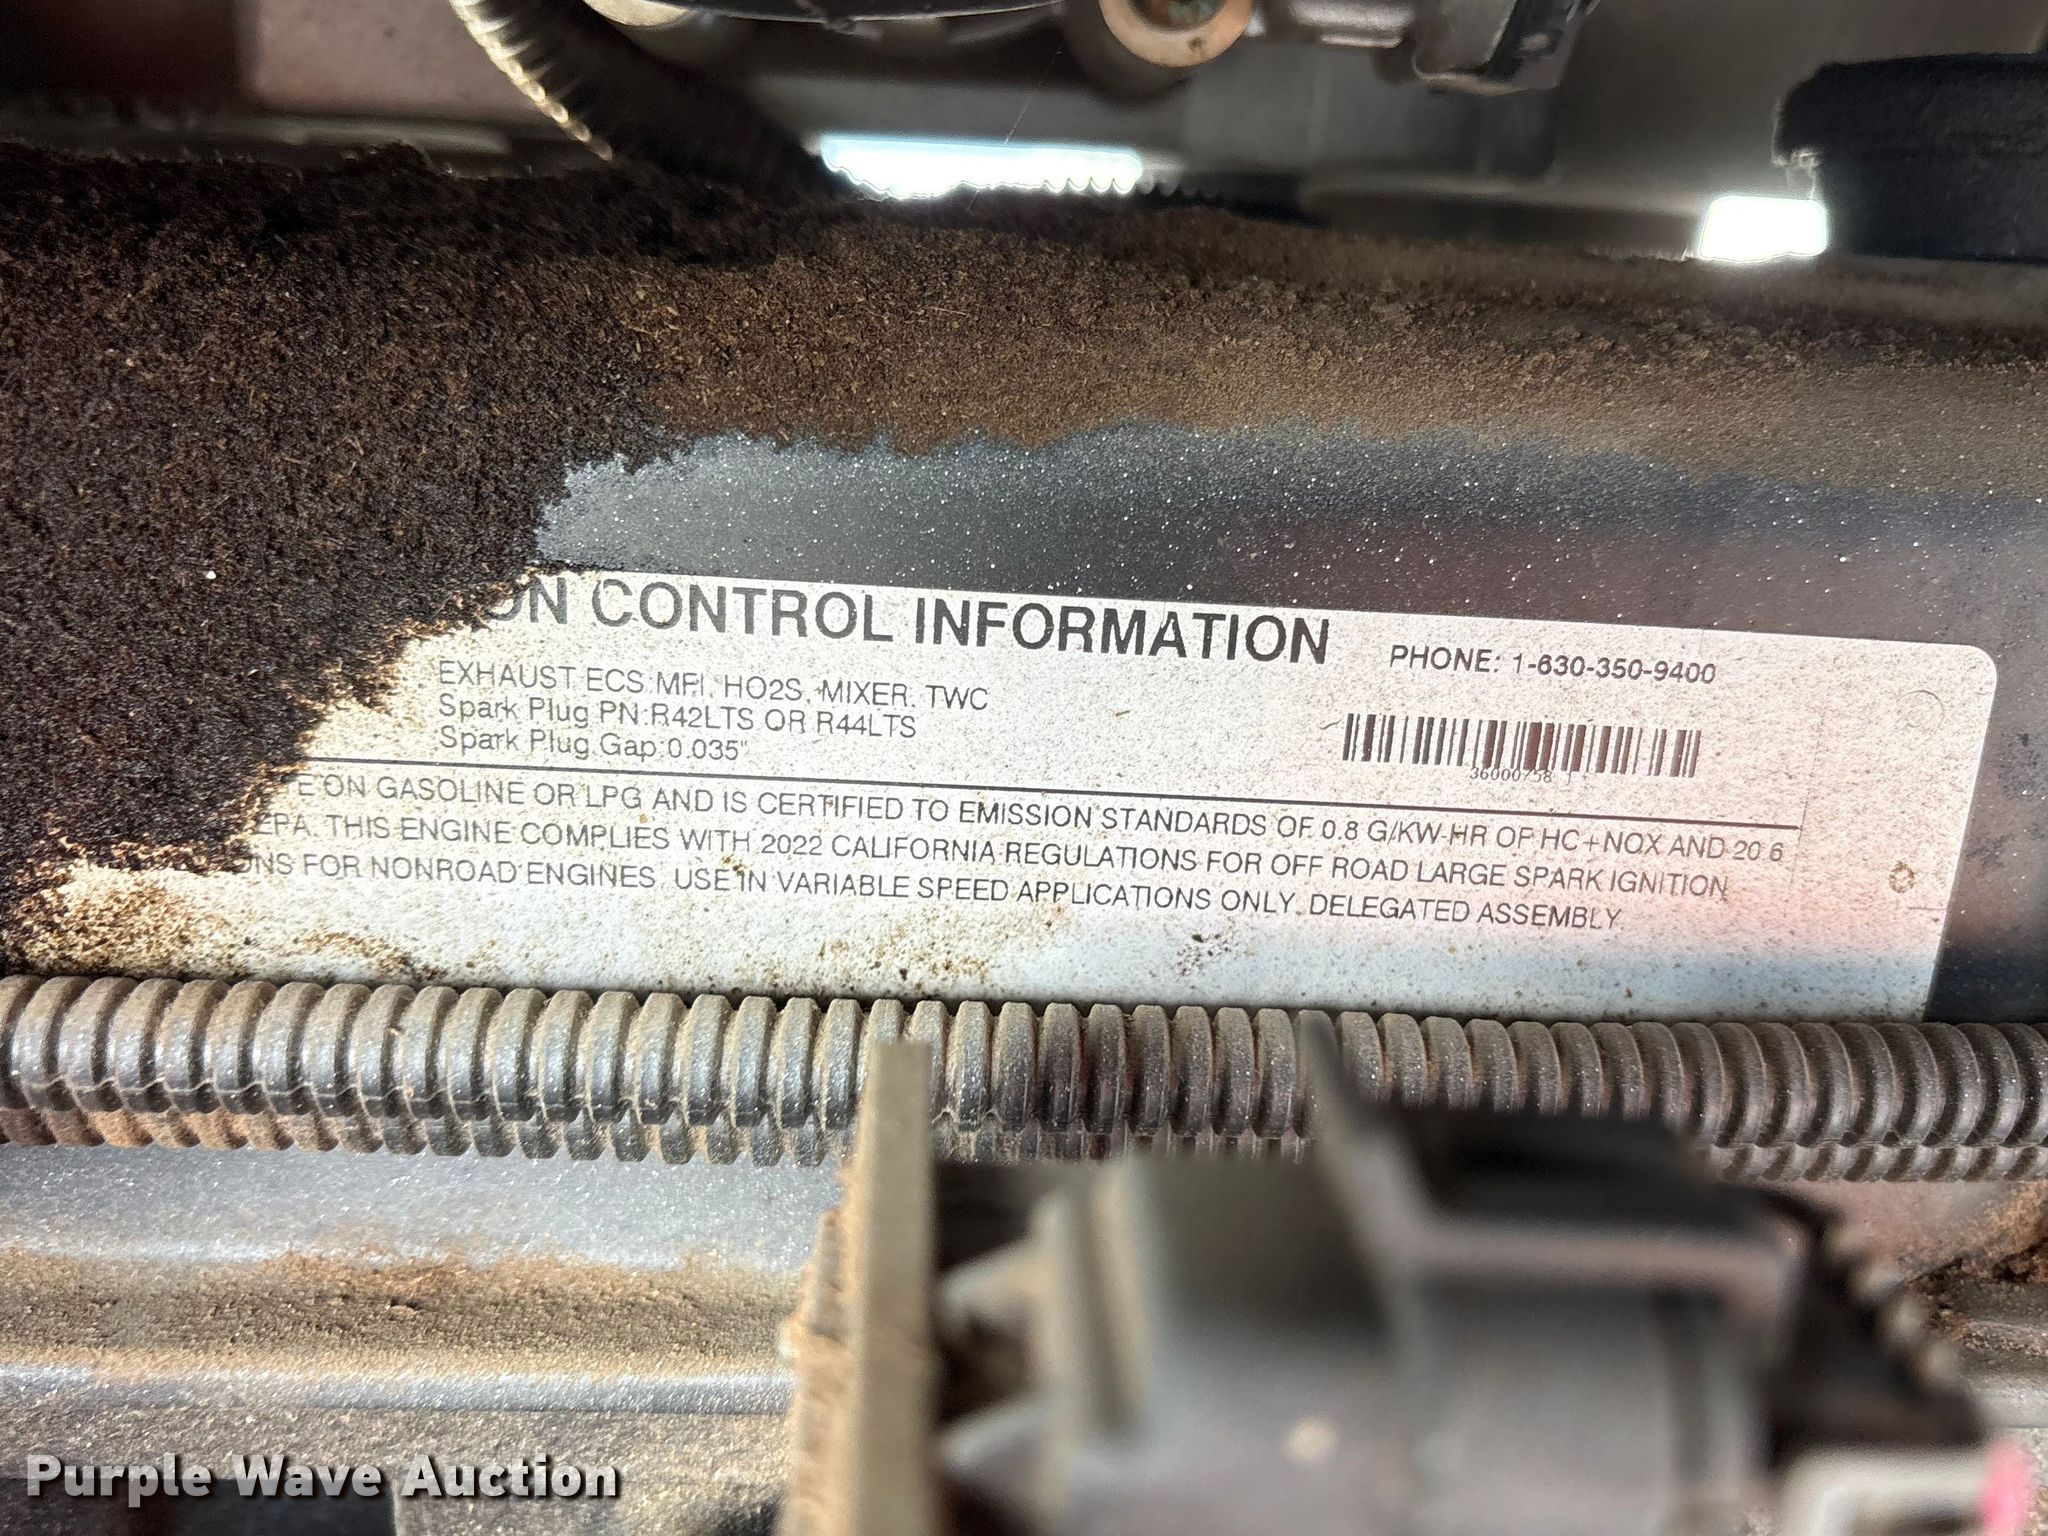 ON CONTROL INFORMATION
PHONE: 1-630-350-9400
EXHAUST ECS:MFI, HO2S, MIXER, TWC
Spark Plug PN:R42LTS OR R44LTS
Spark Plug Gap:0.035"
36000758
E ON GASOLINE OR LPG AND IS CERTIFIED TO EMISSION STANDARDS OF 0.8 G/KW-HR OF HC+NOX AND 20.6
EPA. THIS ENGINE COMPLIES WITH 2022 CALIFORNIA REGULATIONS FOR OFF ROAD LARGE SPARK IGNITION
ONS FOR NONROAD ENGINES. USE IN VARIABLE SPEED APPLICATIONS ONLY. DELEGATED ASSEMBLY
Purple Wave Auction